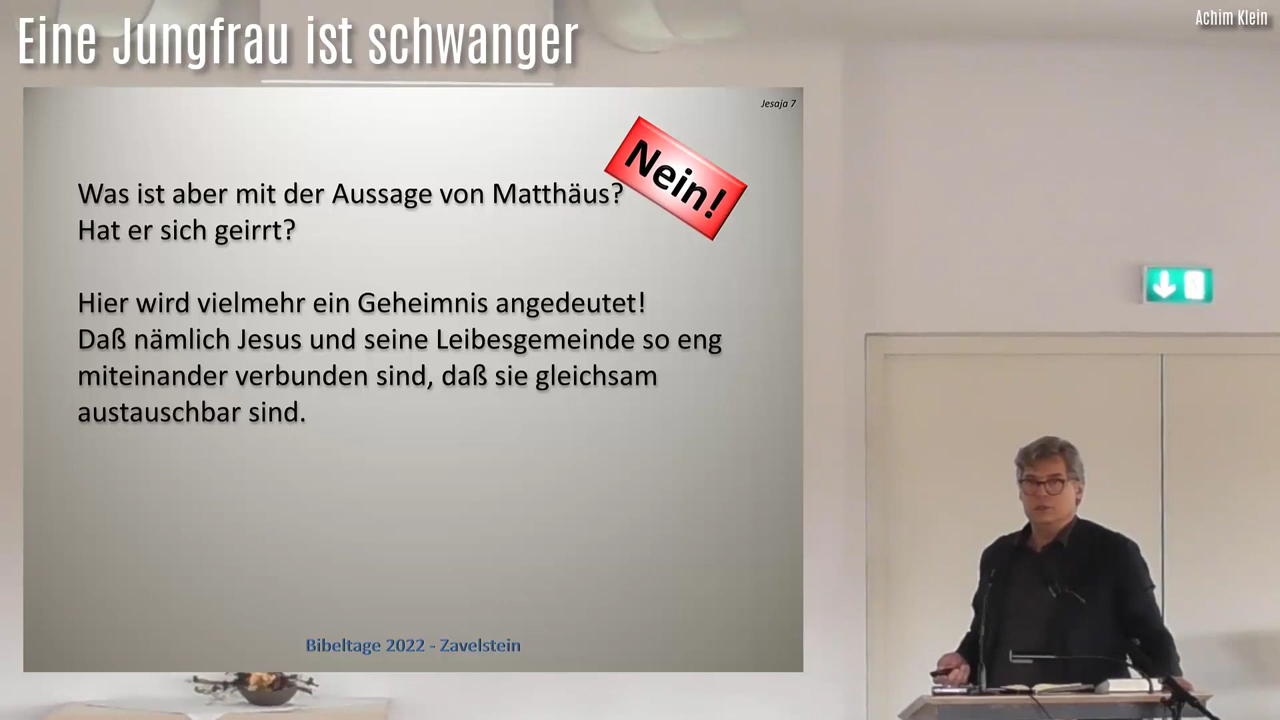 Eine Jungfrau ist schwanger
Achim Klein
Jesaja 7
Nein!
Was ist aber mit der Aussage von Matthäus?
Hat er sich geirrt?
Hier wird vielmehr ein Geheimnis angedeutet!
Daß nämlich Jesus und seine Leibesgemeinde so eng
miteinander verbunden sind, daß sie gleichsam
austauschbar sind.
Bibeltage 2022 - Zavelstein